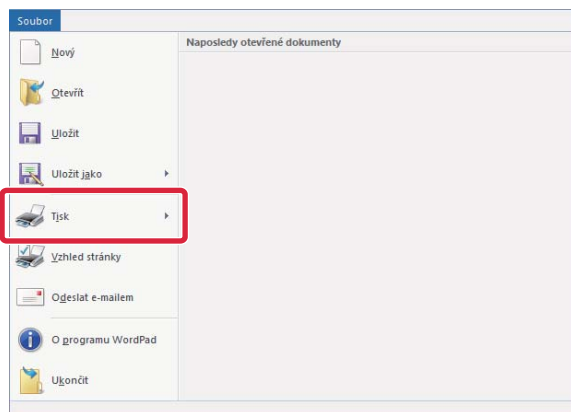 Soubor
Naposledy otevřené dokumenty
Nový
Otevřít
Uložit
Uložit jako
Tisk
Vzhled stránky
Odeslat e-mailem
O programu WordPad
Ukončit